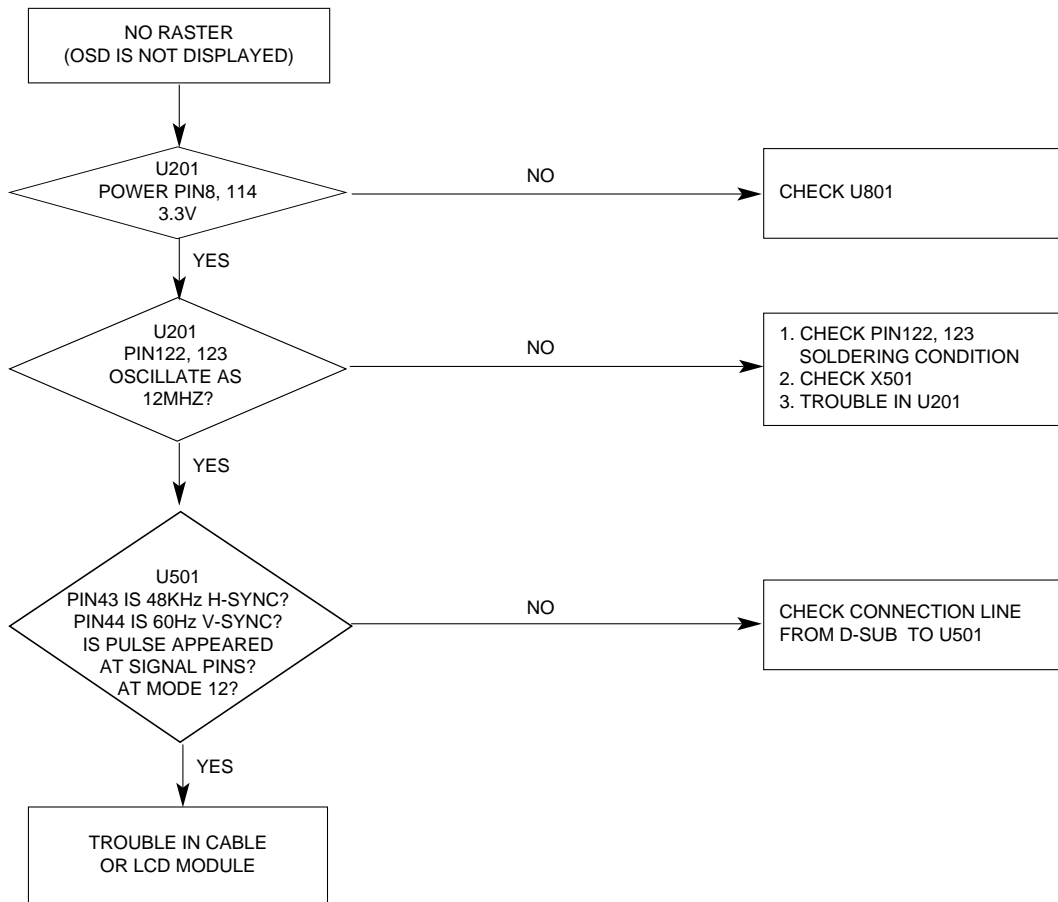 NO RASTER
(OSD IS NOT DISPLAYED)
U201
POWER PIN8, 114
3.3V
NO
CHECK U801
YES
U201
PIN122, 123
OSCILLATE AS
12MHZ?
NO
1. CHECK PIN122, 123
SOLDERING CONDITION
2. CHECK X501
3. TROUBLE IN U201
YES
U501
PIN43 IS 48KHz H-SYNC?
PIN44 IS 60Hz V-SYNC?
IS PULSE APPEARED
AT SIGNAL PINS?
AT MODE 12?
NO
CHECK CONNECTION LINE
FROM D-SUB TO U501
YES
TROUBLE IN CABLE
OR LCD MODULE